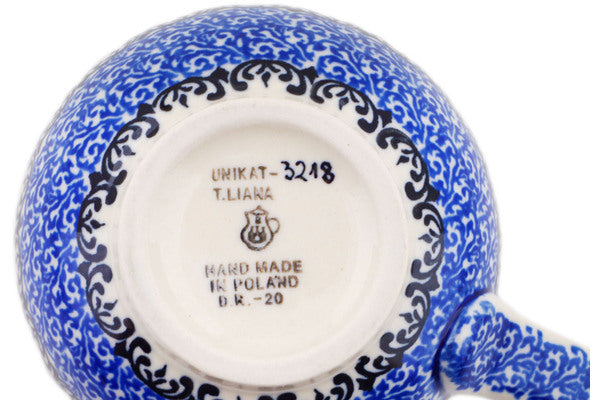 UNIKAT-3218
T.LIANA
HAND MADE
IN POLAND
D.R.-20